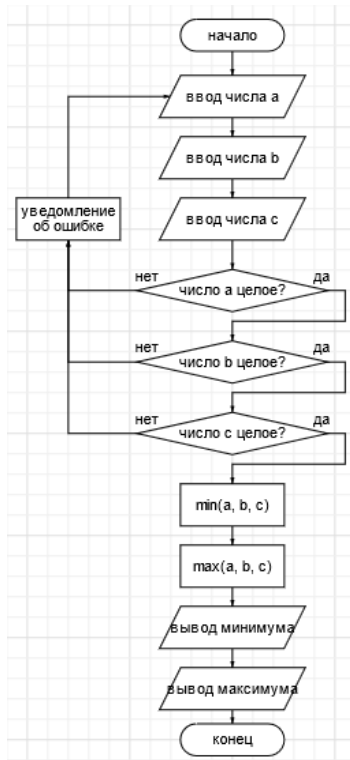 начало
ввод числа a
ввод числа b
ввод числа c
уведомление
об ошибке
нет
число a целое?
да
нет
число b целое?
да
нет
число c целое?
да
min(a, b, c)
max(a, b, c)
вывод минимума
вывод максимума
конец